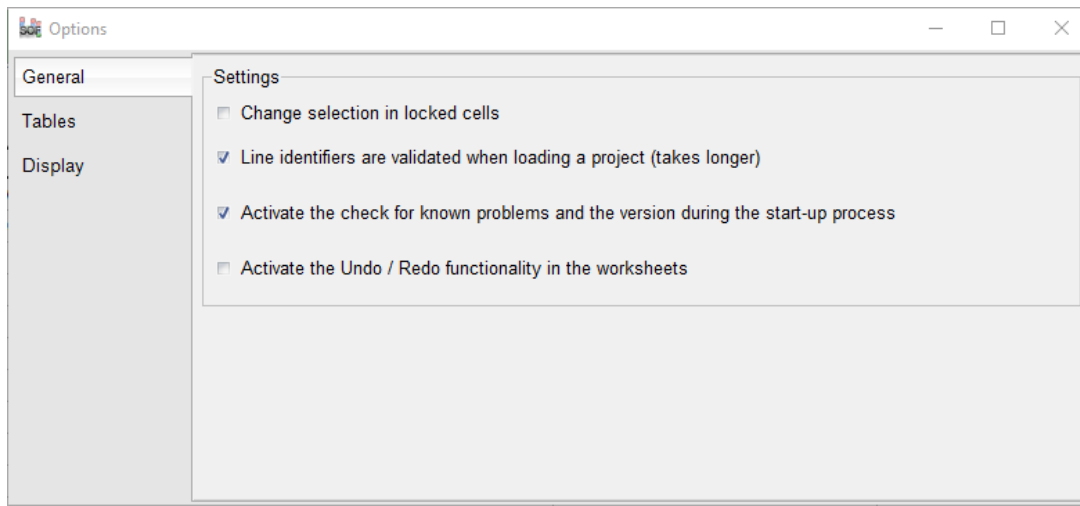 Options
General
Tables
Display
Settings
Change selection in locked cells
Line identifiers are validated when loading a project (takes longer)
Activate the check for known problems and the version during the start-up process
Activate the Undo / Redo functionality in the worksheets